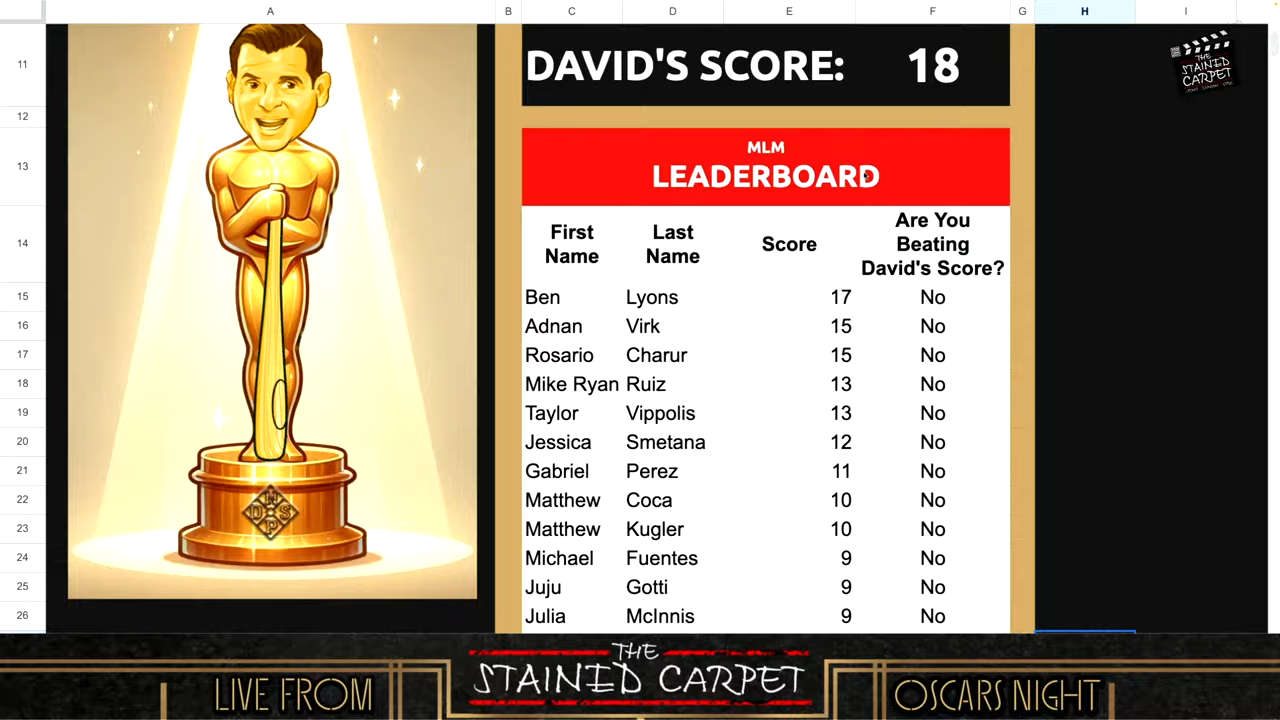 A B C D E F G H I
11 DAVID'S SCORE: 18
THE
STAINED
CARPET
12
MLM
13 LEADERBOARD
14 First Name Last Name Score Are You Beating David's Score?
15 Ben Lyons 17 No
16 Adnan Virk 15 No
17 Rosario Charur 15 No
18 Mike Ryan Ruiz 13 No
19 Taylor Vippolis 13 No
20 Jessica Smetana 12 No
21 Gabriel Perez 11 No
22 Matthew Coca 10 No
23 Matthew Kugler 10 No
24 Michael Fuentes 9 No
25 Juju Gotti 9 No
26 Julia McInnis 9 No
N
D S
P
THE
LIVE FROM STAINED CARPET OSCARS NIGHT